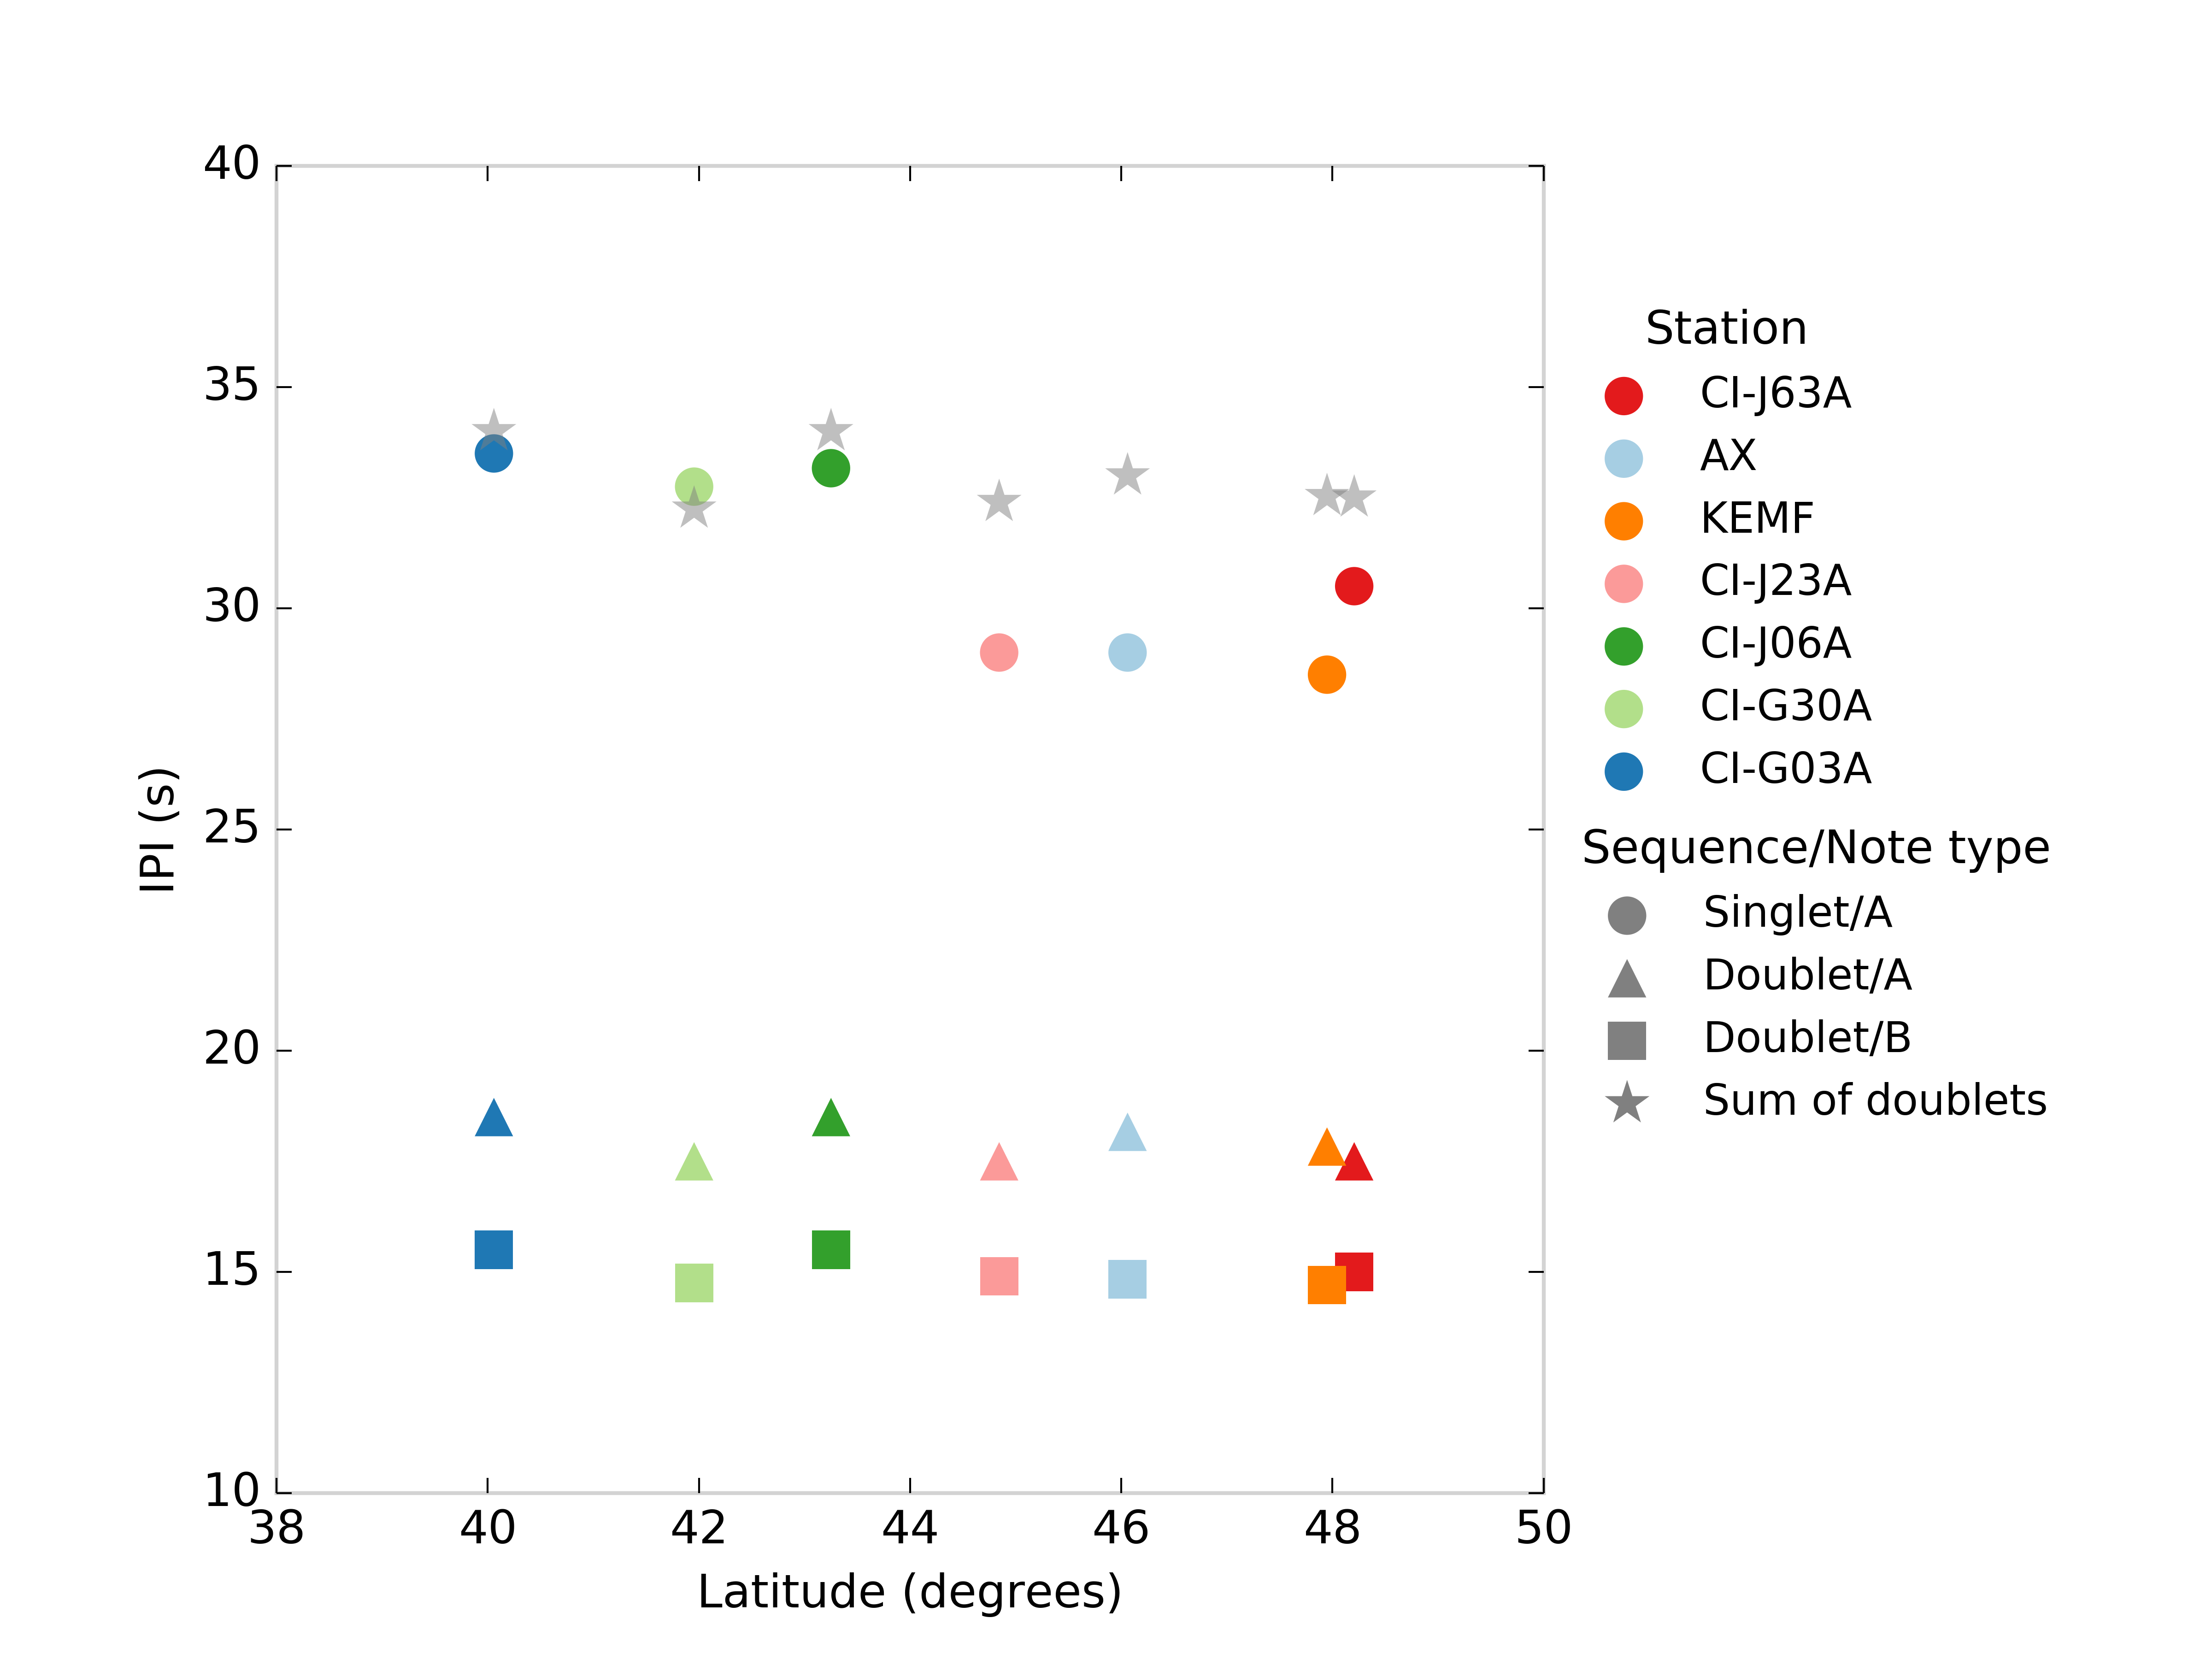 40
35
30
25
20
15
10
IPI (s)
38 40 42 44 46 48 50
Latitude (degrees)
Station
CI-J63A
AX
KEMF
CI-J23A
CI-J06A
CI-G30A
CI-G03A
Sequence/Note type
Singlet/A
Doublet/A
Doublet/B
Sum of doublets